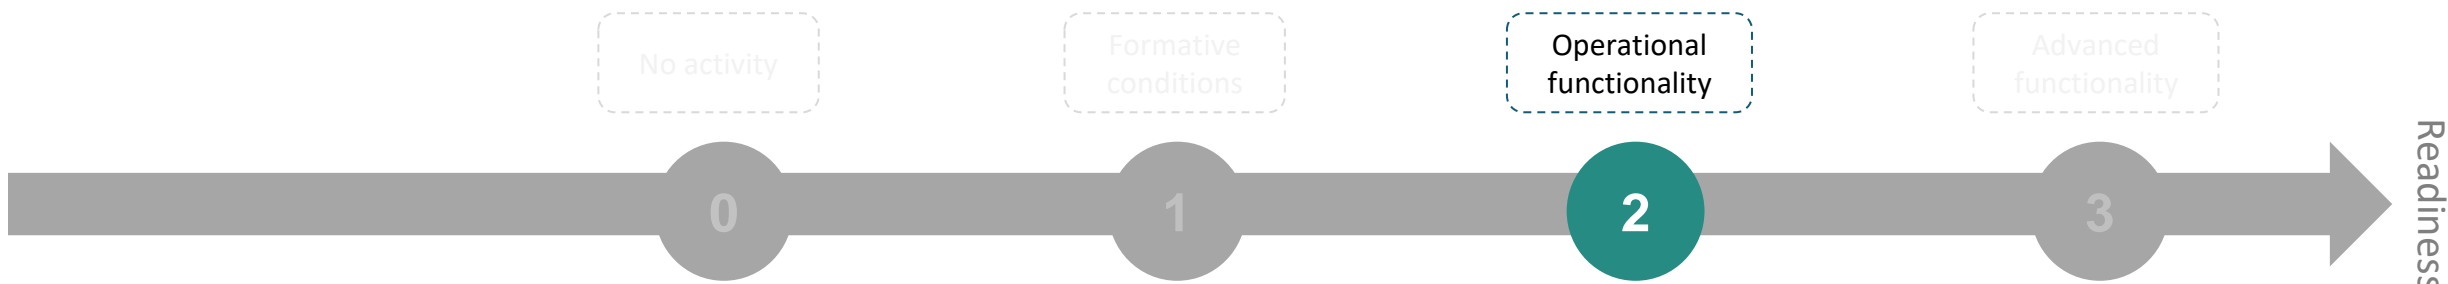 No activity
Formative
conditions
Operational
functionality
Advanced
functionality
0
1
2
3
Readiness